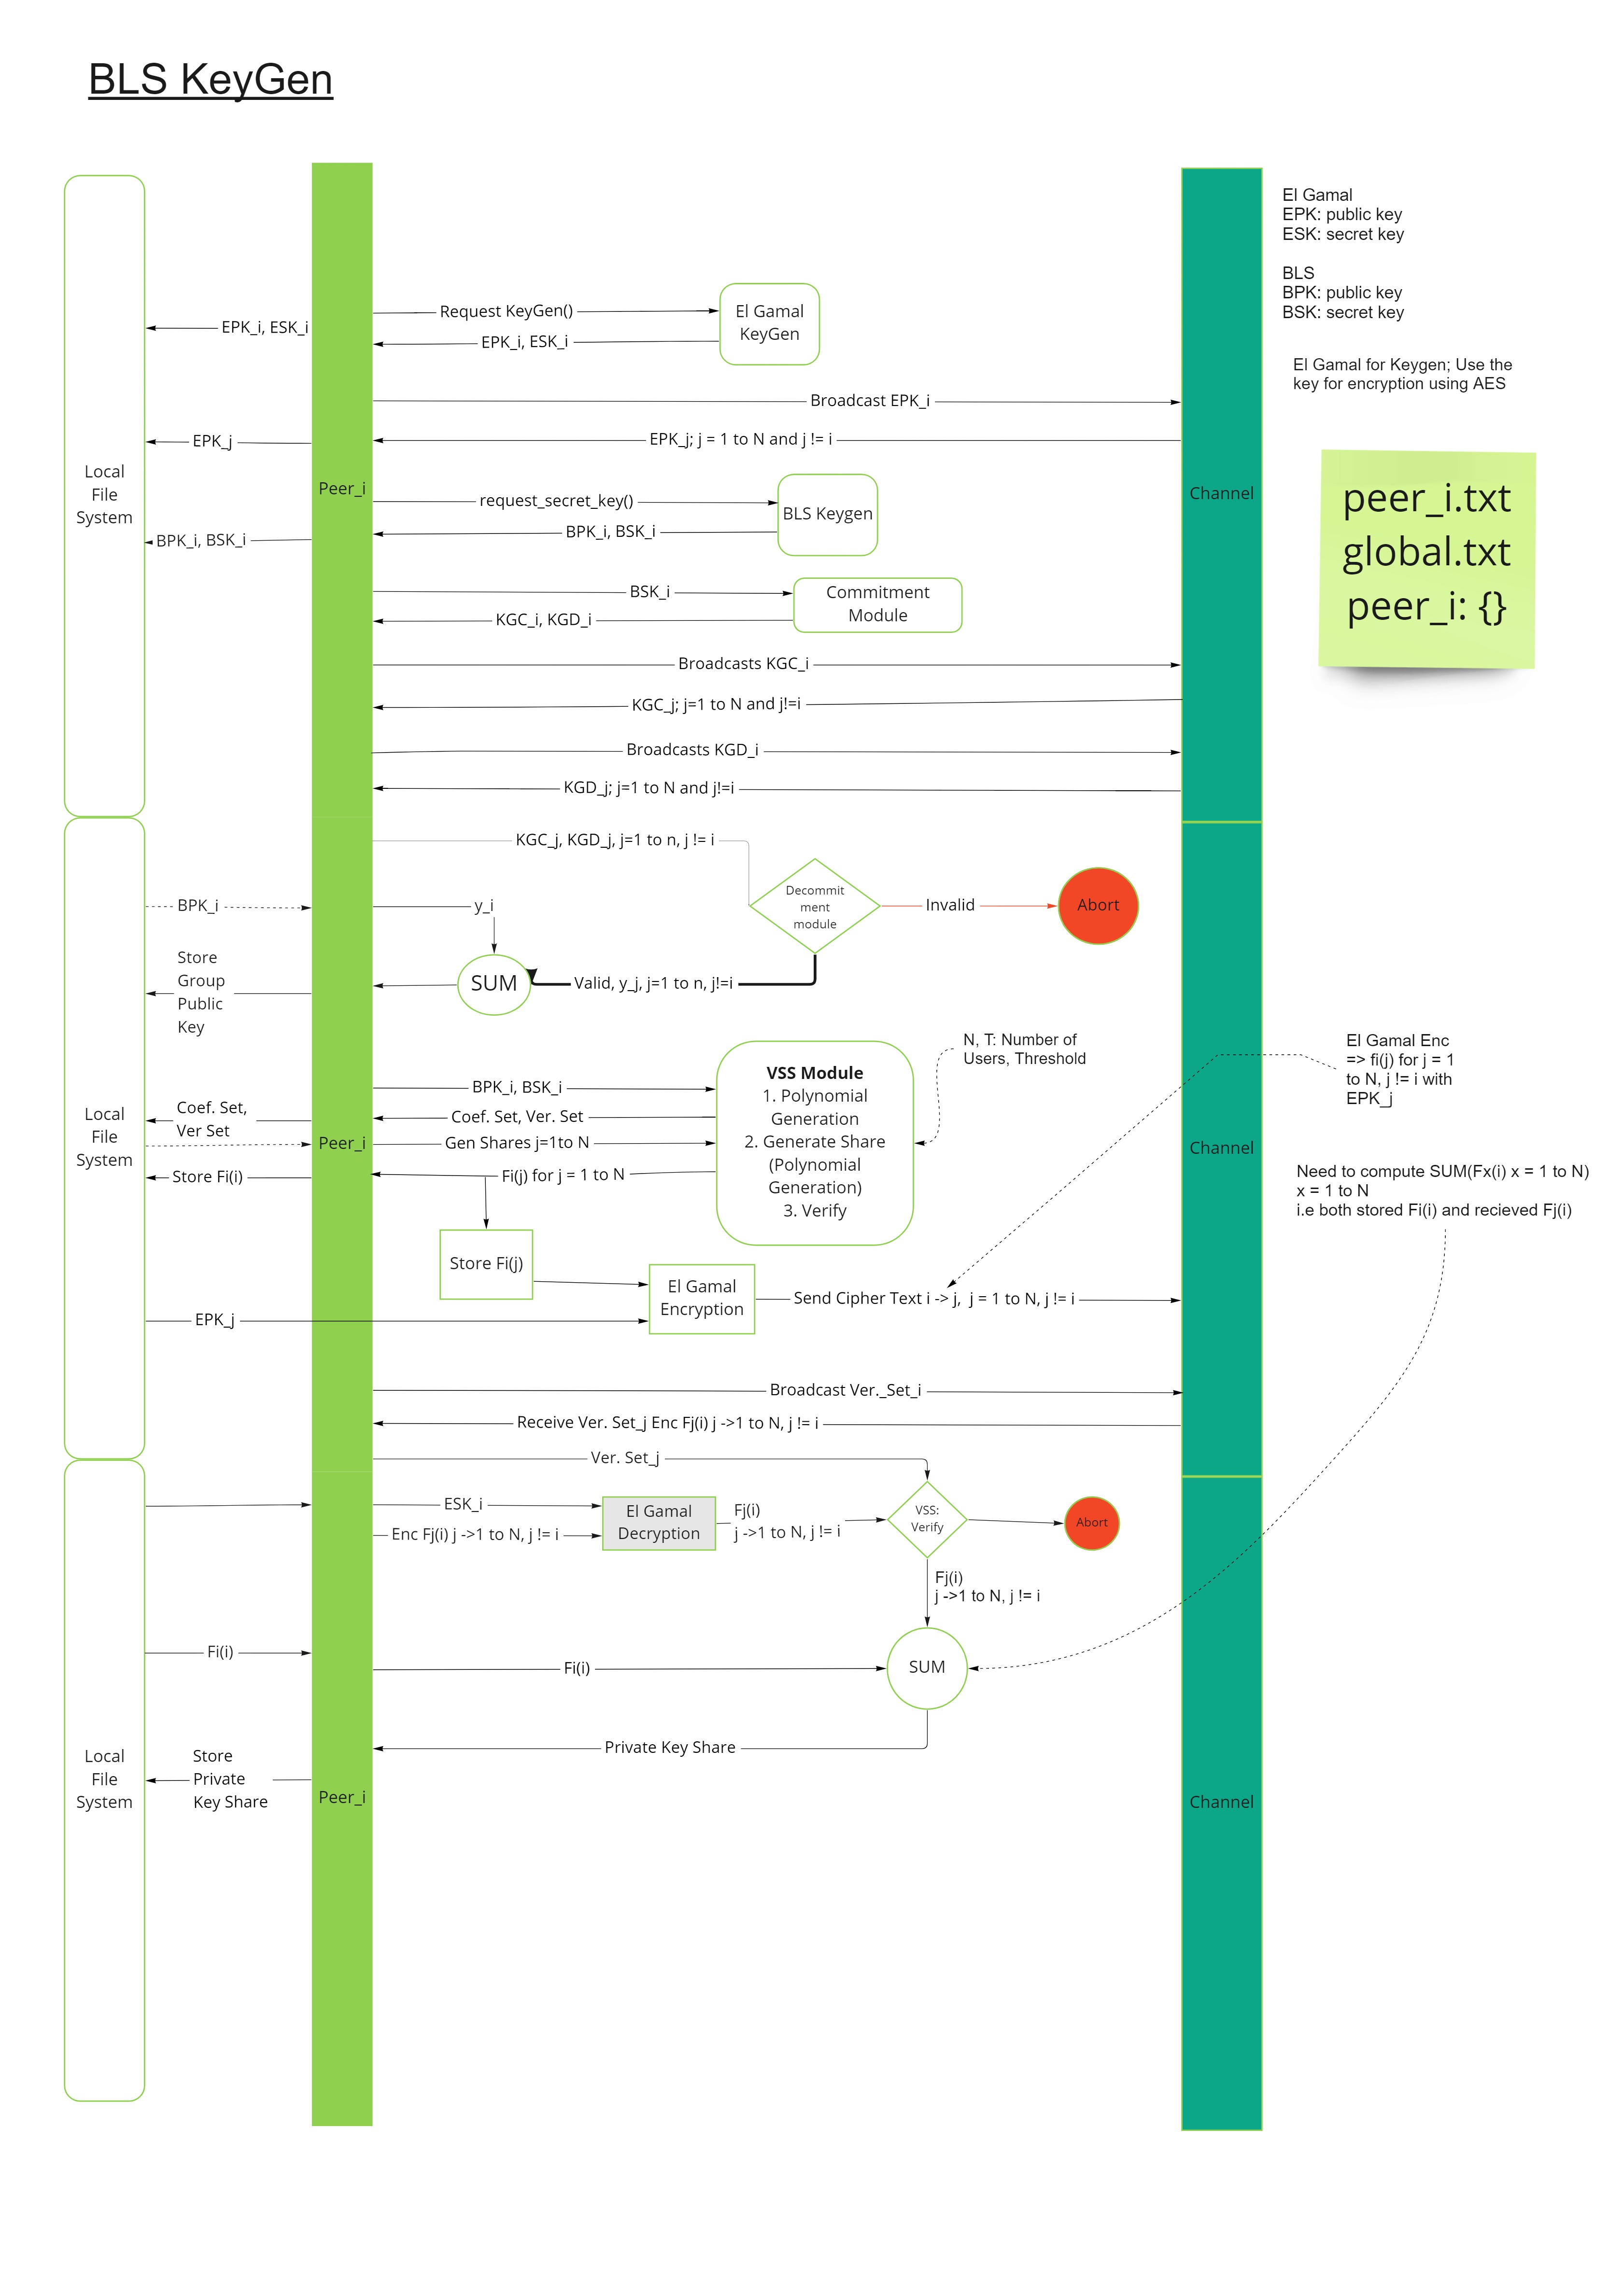 BLS KeyGen
El Gamal
EPK: public key
ESK: secret key
BLS
BPK: public key
BSK: secret key
Request KeyGen()
El Gamal
KeyGen
EPK_i, ESK_i
EPK_i, ESK_i
El Gamal for Keygen; Use the
key for encryption using AES
Broadcast EPK_i
EPK_j
EPK_j; j = 1 to N and j != i
Local
File
System
Peer_i
Channel
peer_i.txt
global.txt
peer_i: {}
request_secret_key()
BLS Keygen
BPK_i, BSK_i
BPK_i, BSK_i
BSK_i
Commitment
Module
KGC_i, KGD_i
Broadcasts KGC_i
KGC_j; j=1 to N and j!=i
Broadcasts KGD_i
KGD_j; j=1 to N and j!=i
KGC_j, KGD_j, j=1 to n, j != i
BPK_i
y_i
Decommit
ment
module
Invalid
Abort
Store
Group
Public
Key
SUM
Valid, y_j, j=1 to n, j!=i
N, T: Number of
Users, Threshold
El Gamal Enc
=> fi(j) for j = 1
to N, j != i with
EPK_j
VSS Module
1. Polynomial
Generation
2. Generate Share
(Polynomial
Generation)
3. Verify
BPK_i, BSK_i
Coef. Set,
Ver Set
Coef. Set, Ver. Set
Local
File
System
Peer_i
Gen Shares j=1to N
Channel
Store Fi(i)
Fi(j) for j = 1 to N
Need to compute SUM(Fx(i) x = 1 to N)
x = 1 to N
i.e both stored Fi(i) and recieved Fj(i)
Store Fi(j)
El Gamal
Encryption
Send Cipher Text i -> j, j = 1 to N, j != i
EPK_j
Broadcast Ver._Set_i
Receive Ver. Set_j Enc Fj(i) j ->1 to N, j != i
Ver. Set_j
ESK_i
El Gamal
Decryption
Fj(i)
j ->1 to N, j != i
VSS:
Verify
Abort
Enc Fj(i) j ->1 to N, j != i
Fj(i)
j ->1 to N, j != i
Fi(i)
Fi(i)
SUM
Private Key Share
Local
File
System
Store
Private
Key Share
Peer_i
Channel